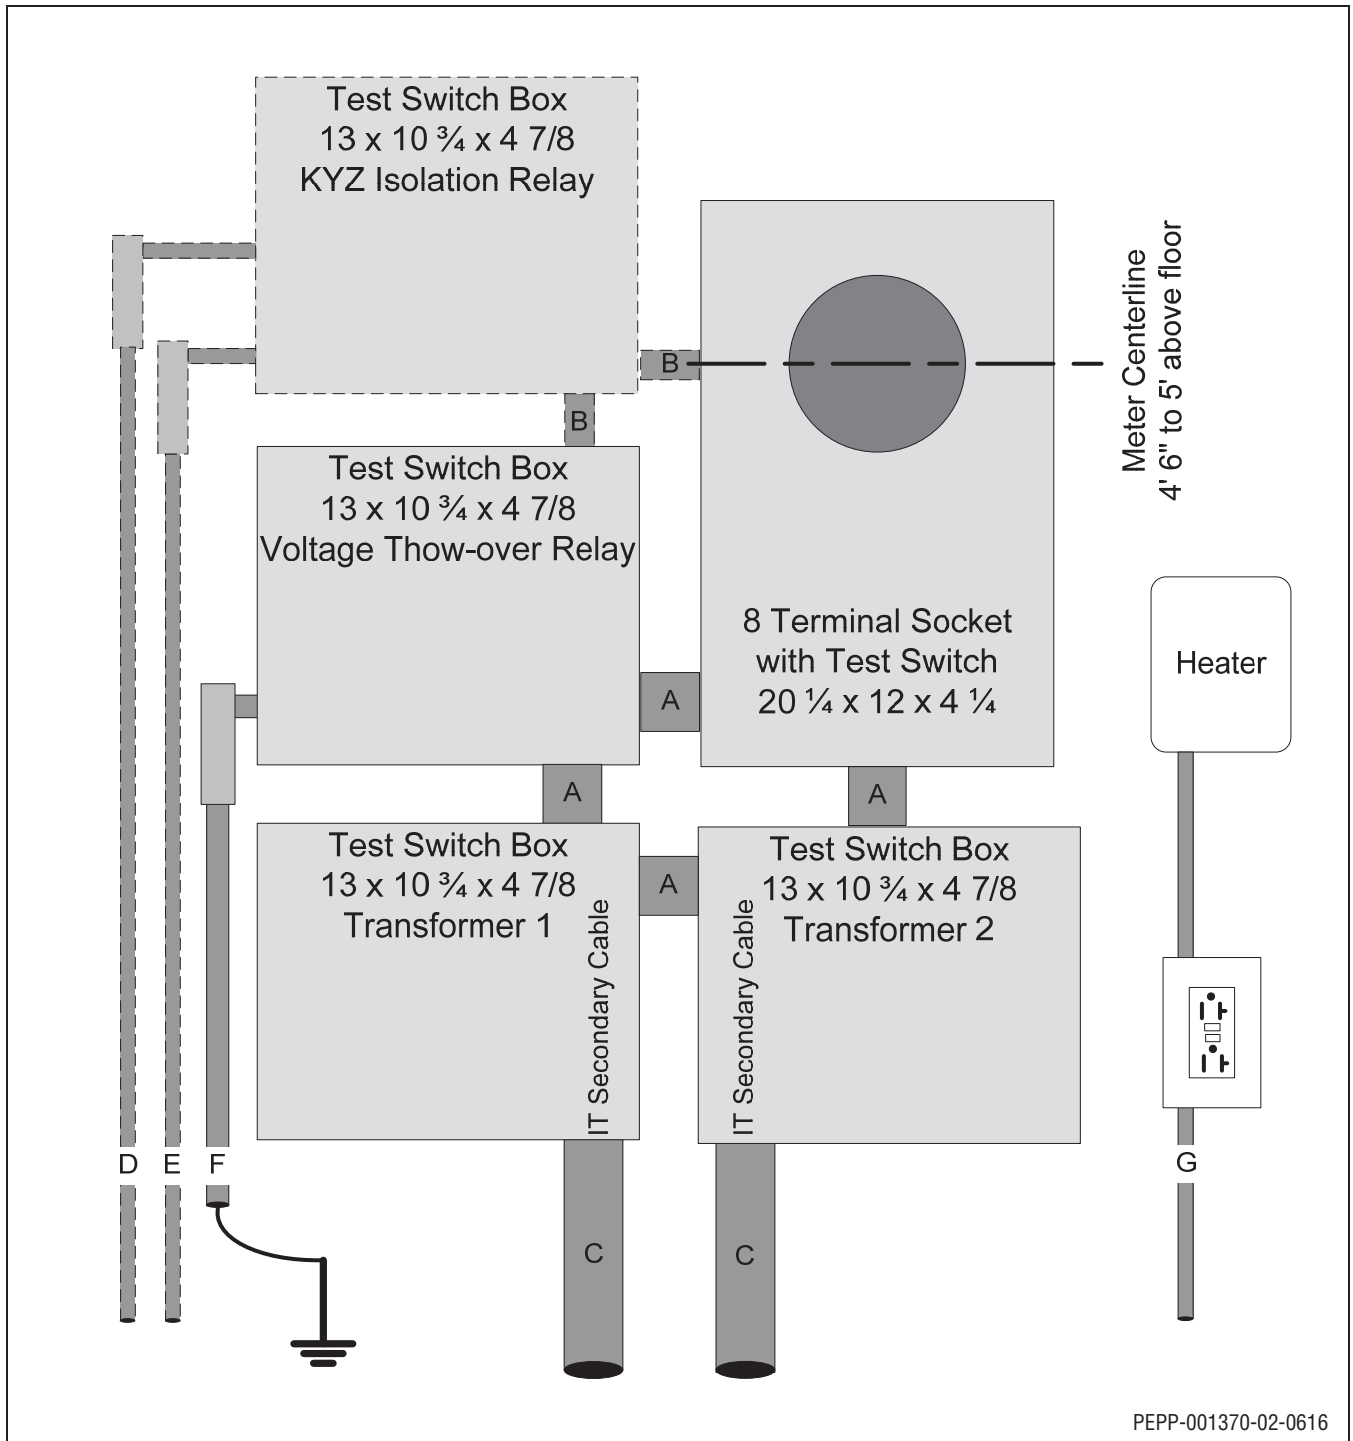 Test Switch Box
13 x 10 ¾ x 4 7/8
KYZ Isolation Relay
B
B
Meter Centerline
4' 6" to 5' above floor
Test Switch Box
13 x 10 ¾ x 4 7/8
Voltage Thow-over Relay
8 Terminal Socket
with Test Switch
20 ¼ x 12 x 4 ¼
Heater
A
A
A
Test Switch Box
13 x 10 ¾ x 4 7/8
Transformer 1
IT Secondary Cable
A
Test Switch Box
13 x 10 ¾ x 4 7/8
Transformer 2
IT Secondary Cable
D
E
F
G
C
C
PEPP-001370-02-0616